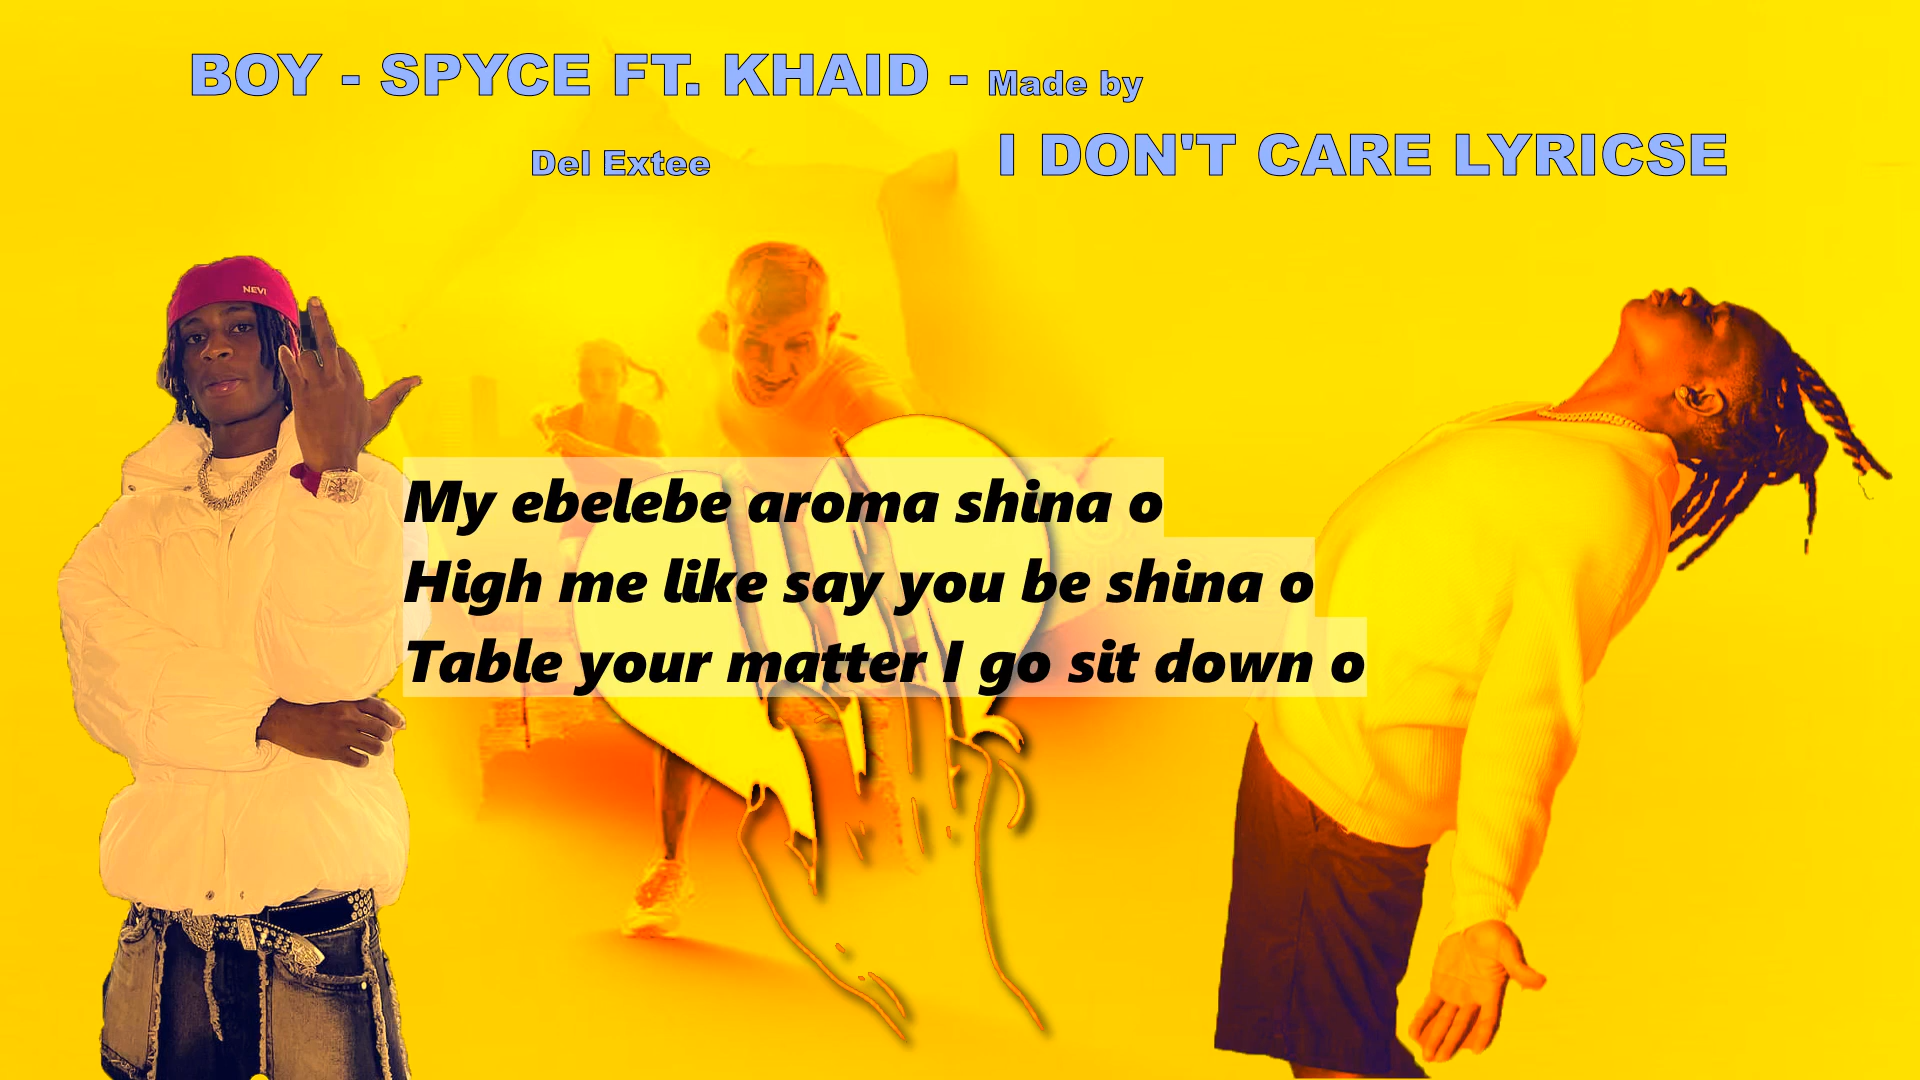 BOY - SPYCE FT. KHAID - Made by
Del Extee I DON'T CARE LYRICSE
NEVI
My ebelebe aroma shina o
High me like say you be shina o
Table your matter I go sit down o